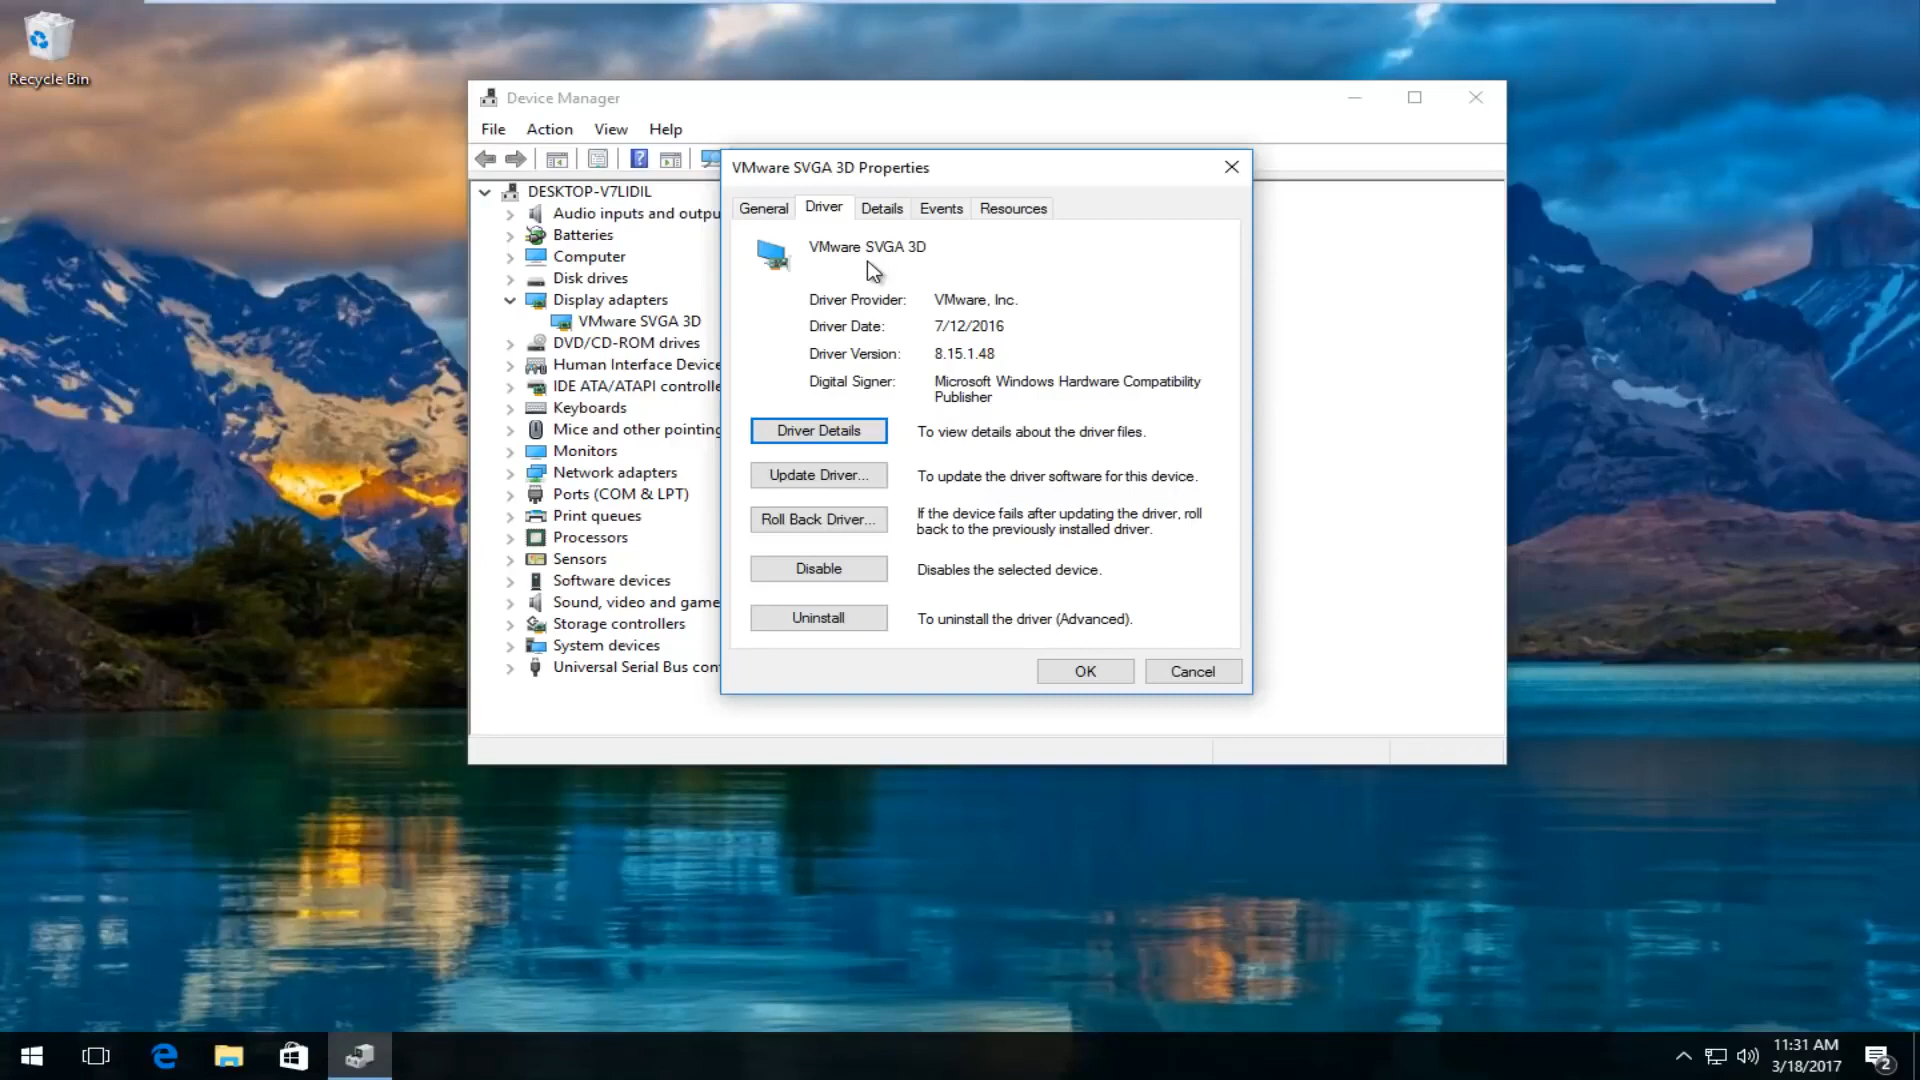 Recycle Bin
Device Manager
File Action View Help
DESKTOP-V7LIDIL
Audio inputs and outpu
Batteries
Computer
Disk drives
Display adapters
VMware SVGA 3D
DVD/CD-ROM drives
Human Interface Device
IDE ATA/ATAPI controlle
Keyboards
Mice and other pointing
Monitors
Network adapters
Ports (COM & LPT)
Print queues
Processors
Sensors
Software devices
Sound, video and game
Storage controllers
System devices
Universal Serial Bus con
VMware SVGA 3D Properties
General Driver Details Events Resources
VMware SVGA 3D
Driver Provider: VMware, Inc.
Driver Date: 7/12/2016
Driver Version: 8.15.1.48
Digital Signer: Microsoft Windows Hardware Compatibility
Publisher
Driver Details To view details about the driver files.
Update Driver... To update the driver software for this device.
Roll Back Driver... If the device fails after updating the driver, roll
back to the previously installed driver.
Disable Disables the selected device.
Uninstall To uninstall the driver (Advanced).
OK Cancel
11:31 AM
3/18/2017
2